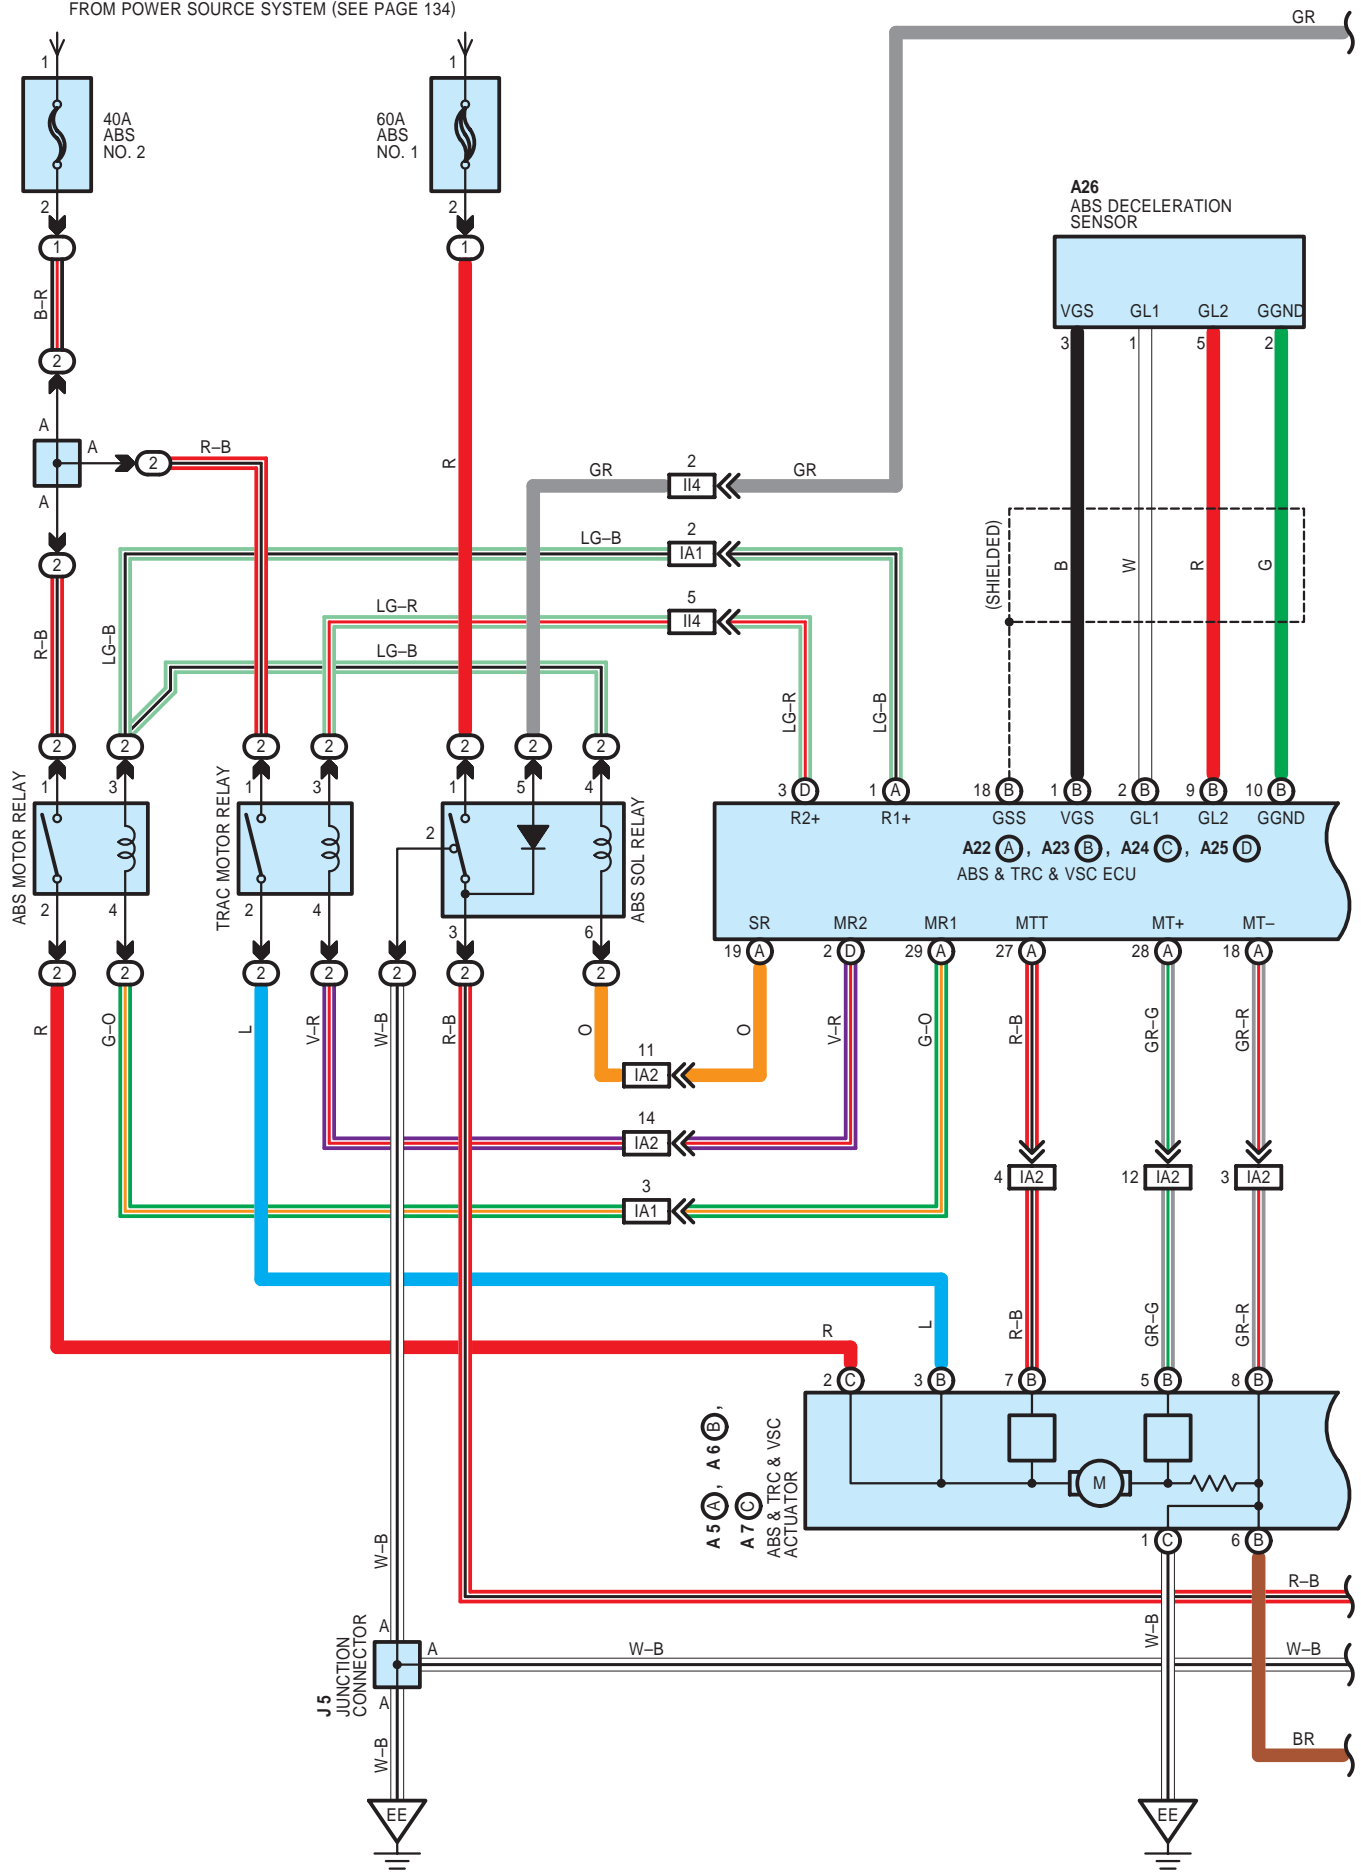 FROM POWER SOURCE SYSTEM (SEE PAGE 134)
GR
1
1
40A
ABS
NO. 2
60A
ABS
NO. 1
2
2
1
1
B–R
A26
ABS DECELERATION
SENSOR
VGS
GL1
GL2
GGND
3
1
5
2
2
A
A
2
R–B
A
R
GR
2
II4
GR
2
LG–B
2
IA1
(SHIELDED)
B
W
R
G
R–B
LG–B
LG–R
5
II4
LG–B
LG–R
LG–B
2
2
2
2
2
2
2
1
3
1
3
1
5
4
3
D
1
A
18
B
1
B
2
B
9
B
10
B
R2+
R1+
GSS
VGS
GL1
GL2
GGND
ABS MOTOR RELAY
TRAC MOTOR RELAY
2
ABS SOL RELAY
A22 A, A23 B, A24 C, A25 D
ABS & TRC & VSC ECU
2
4
2
4
3
6
SR
MR2
MR1
MTT
MT+
MT–
19
A
2
D
29
A
27
A
28
A
18
A
2
2
2
2
2
2
2
R
G–O
L
V–R
W–B
R–B
O
O
V–R
G–O
R–B
GR–G
GR–R
11
IA2
14
IA2
4
IA2
12
IA2
3
IA2
3
IA1
R
L
R–B
GR–G
GR–R
2
C
3
B
7
B
5
B
8
B
A 5 A, A 6 B,
A 7 C
ABS & TRC & VSC
ACTUATOR
M
1
C
6
B
W–B
R–B
W–B
A
A
W–B
W–B
J 5
JUNCTION
CONNECTOR
A
W–B
BR
EE
EE